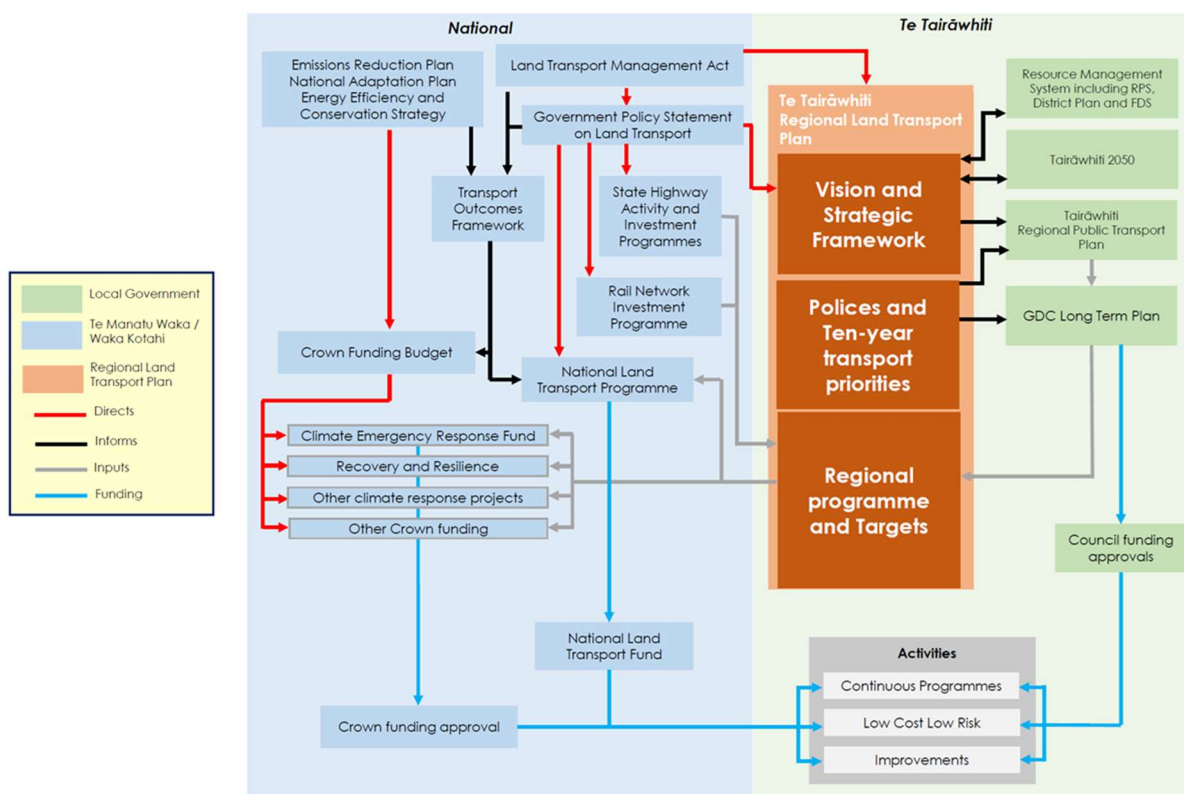 National
Te Tairāwhiti
Emissions Reduction Plan
National Adaptation Plan
Energy Efficiency and
Conservation Strategy
Land Transport Management Act
Government Policy Statement
on Land Transport
Transport
Outcomes
Framework
State Highway
Activity and
Investment
Programmes
Rail Network
Investment
Programme
Crown Funding Budget
National Land
Transport Programme
Climate Emergency Response Fund
Recovery and Resilience
Other climate response projects
Other Crown funding
National Land
Transport Fund
Crown funding approval
Te Tairāwhiti
Regional Land Transport
Plan
Vision and
Strategic
Framework
Polices and
Ten-year
transport
priorities
Regional
programme
and Targets
Resource Management
System including RPS,
District Plan and FDS
Tairāwhiti 2050
Tairāwhiti
Regional Public Transport
Plan
GDC Long Term Plan
Council funding
approvals
Activities
Continuous Programmes
Low Cost Low Risk
Improvements
Local Government
Te Manatu Waka /
Waka Kotahi
Regional Land
Transport Plan
Directs
Informs
Inputs
Funding